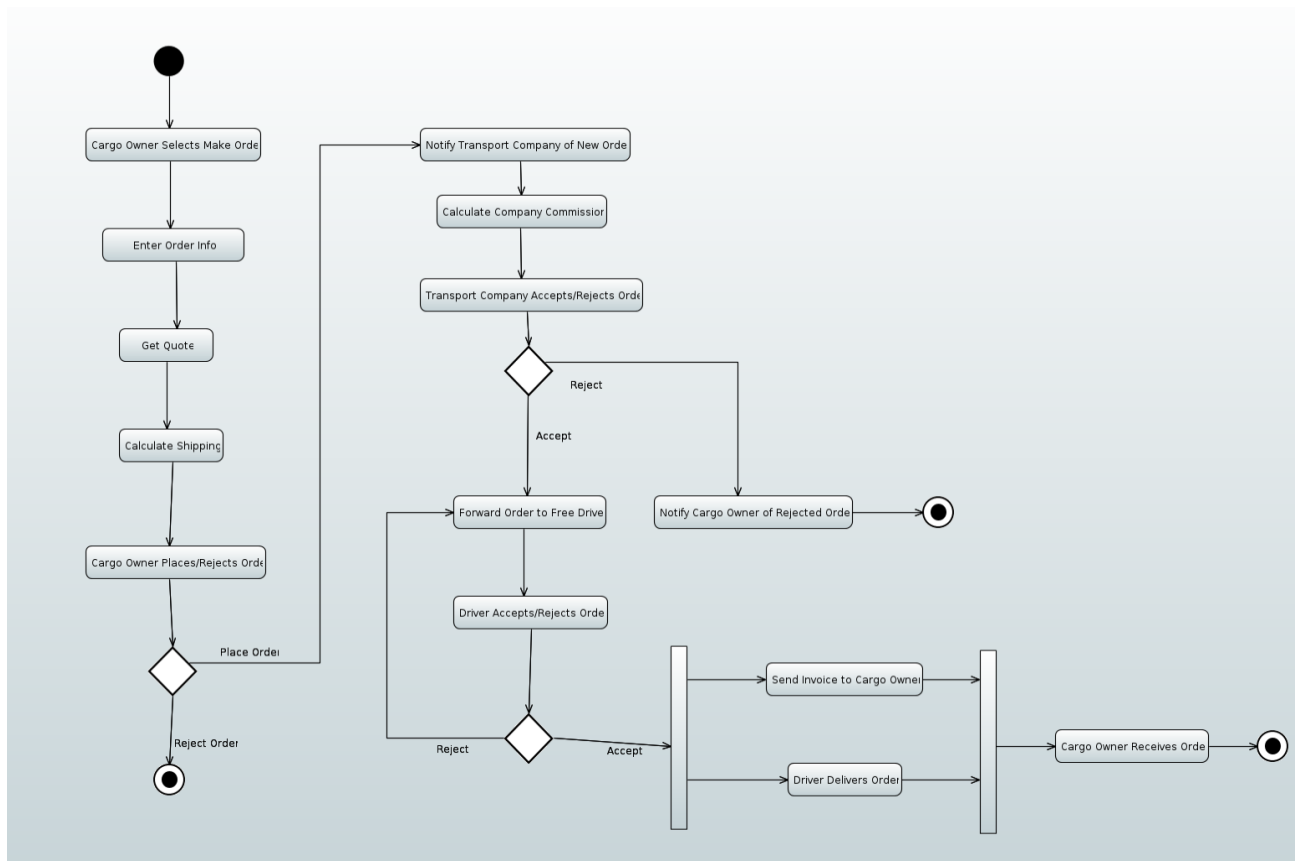 Cargo Owner Selects Make Orde
Enter Order Info
Get Quote
Calculate Shipping
Cargo Owner Places/Rejects Orde
Place Order
Reject Order
Notify Transport Company of New Orde
Calculate Company Commission
Transport Company Accepts/Rejects Orde
Reject
Accept
Forward Order to Free Drive
Notify Cargo Owner of Rejected Orde
Driver Accepts/Rejects Orde
Reject
Accept
Send Invoice to Cargo Owner
Driver Delivers Order
Cargo Owner Receives Orde